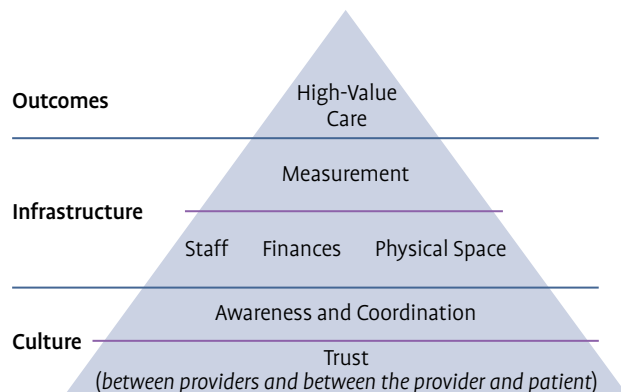 High-Value
Care
Outcomes
Measurement
Infrastructure
Staff Finances Physical Space
Awareness and Coordination
Culture
Trust
(between providers and between the provider and patient)